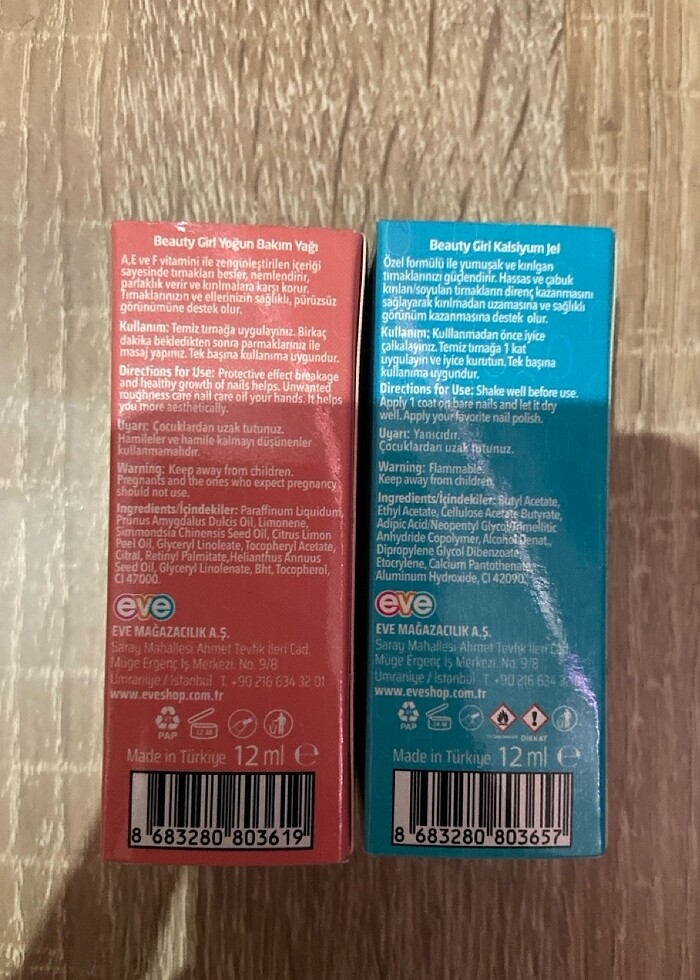 Beauty Girl Yoğun Bakım Yağı
A,E ve F vitamini ile zenginleştirilen içeriği
sayesinde tırnakları besler, nemlendirir,
parlaklık verir ve kırılmalara karşı korur.
Tırnaklarınızın ve ellerinizin sağlıklı, pürüzsüz
görünümüne destek olur.
Kullanım: Temiz tırnağa uygulayınız. Birkaç
dakika bekledikten sonra parmaklarınız ile
masaj yapınız. Tek başına kullanıma uygundur.
Directions for Use: Protective effect breakage
and healthy growth of nails helps. Unwanted
roughness care nail care oil your hands. It helps
you more aesthetically.
Uyarı: Çocuklardan uzak tutunuz.
Hamileler ve hamile kalmayı düşünenler
kullanmamalıdır.
Warning: Keep away from children.
Pregnants and the ones who expect pregnancy
should not use.
Ingredients/İçindekiler: Paraffinum Liquidum,
Prunus Amygdalus Dulcis Oil, Limonene,
Simmondsia Chinensis Seed Oil, Citrus Limon
Peel Oil, Glyceryl Linoleate, Tocopheryl Acetate,
Citral, Retinyl Palmitate,Helianthus Annuus
Seed Oil, Glyceryl Linolenate, Bht, Tocopherol,
CI 47000.
eve
EVE MAĞAZACILIK A.Ş.
Saray Mahallesi Ahmet Tevfik İleri Cad.
Müge Ergenç İş Merkezi. No: 9/8
Ümraniye / İstanbul T. +90 216 634 32 01
www.eveshop.com.tr
PAP
12 M
Made in Türkiye 12 ml e
8 683280 803619
Beauty Girl Kalsiyum Jel
Özel formülü ile yumuşak ve kırılgan
tırnaklarınızı güçlendirir. Hassas ve çabuk
kırılan/soyulan tırnakların direnç kazanmasını
sağlayarak kırılmadan uzamasına ve sağlıklı
görünüm kazanmasına destek olur.
Kullanım: Kulllanmadan önce iyice
çalkalayınız. Temiz tırnağa 1 kat
uygulayın ve iyice kurutun. Tek başına
kullanıma uygundur.
Directions for Use: Shake well before use.
Apply 1 coat on bare nails and let it dry
well. Apply your favorite nail polish.
Uyarı: Yanıcıdır.
Çocuklardan uzak tutunuz.
Warning: Flammable.
Keep away from children.
Ingredients/İçindekiler: Butyl Acetate,
Ethyl Acetate, Cellulose Acetate Butyrate,
Adipic Acid/Neopentyl Glycol/Trimellitic
Anhydride Copolymer, Alcohol Denat.,
Dipropylene Glycol Dibenzoate,
Etocrylene, Calcium Pantothenate,
Aluminum Hydroxide, CI 42090.
eve
EVE MAĞAZACILIK A.Ş.
Saray Mahallesi Ahmet Tevfik İleri Cad.
Müge Ergenç İş Merkezi. No: 9/8
Ümraniye / İstanbul T. +90 216 634
www.eveshop.com.tr
PAP
DİKKAT
Made in Türkiye 12 ml e
8 683280 803657